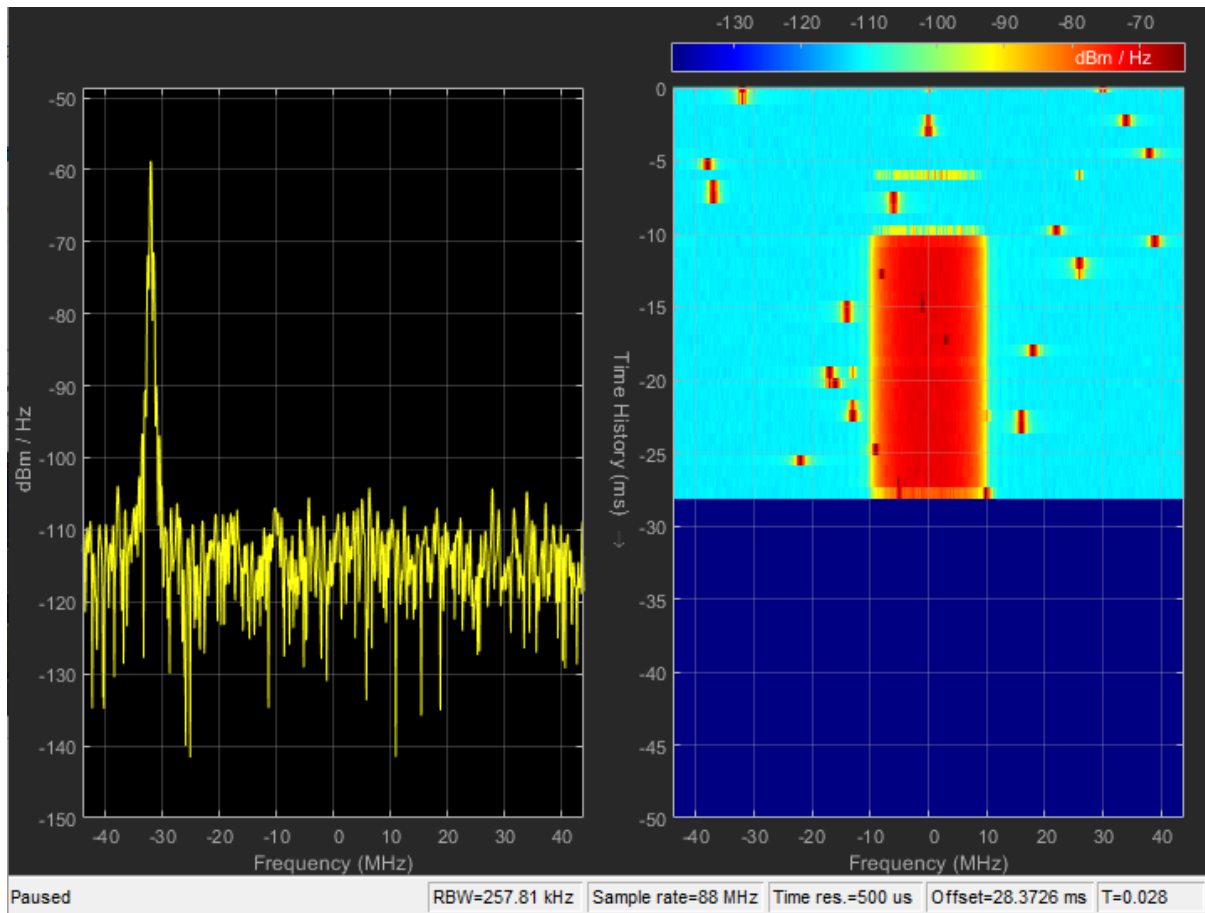 -130 -120 -110 -100 -90 -80 -70
dBm / Hz
-50
-60
-70
-80
-90
-100
-110
-120
-130
-140
-150
dBm / Hz
-40 -30 -20 -10 0 10 20 30 40
Frequency (MHz)
0
-5
-10
-15
-20
-25
-30
-35
-40
-45
-50
Time History (ms) →
-40 -30 -20 -10 0 10 20 30 40
Frequency (MHz)
Paused RBW=257.81 kHz Sample rate=88 MHz Time res.=500 us Offset=28.3726 ms T=0.028